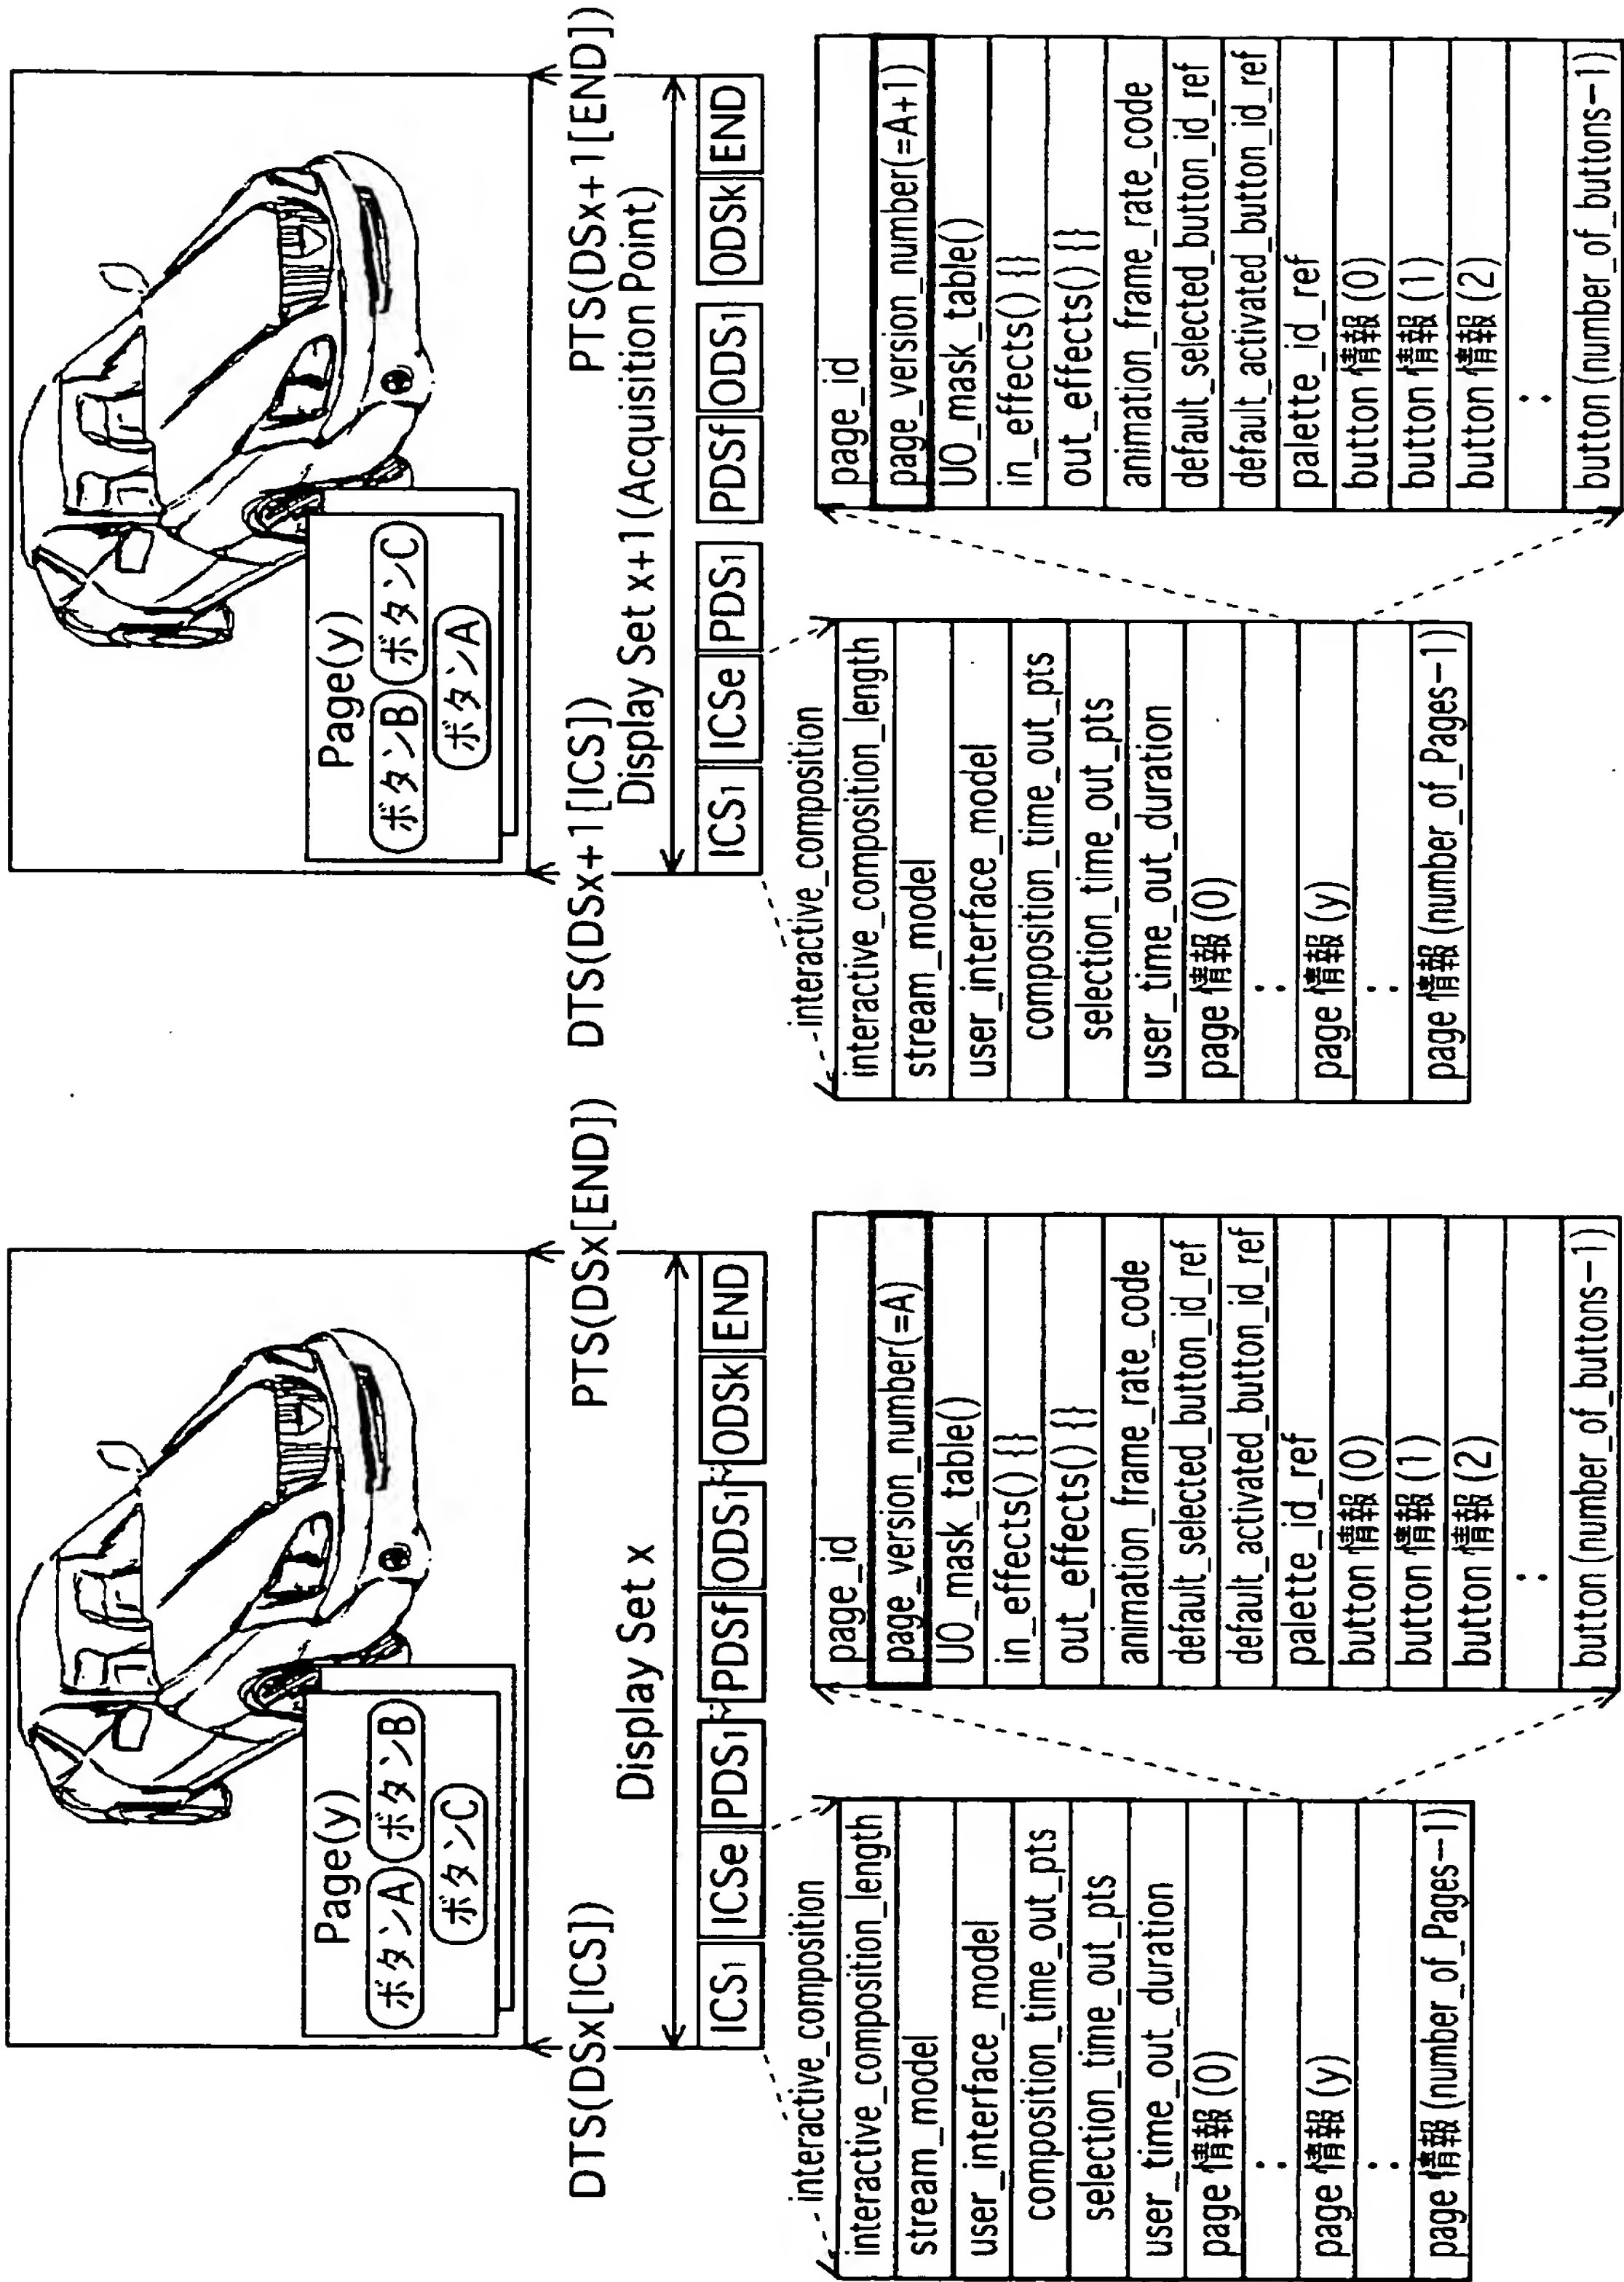 Page(y)
ボタンA ボタンB
ボタンC
DTS(DSx[ICS]) PTS(DSx[END])
Display Set x
ICS1 ICSe PDS1 PDSf ODS1 ODSk END
interactive_composition
interactive_composition_length
stream_model
user_interface_model
composition_time_out_pts
selection_time_out_pts
user_time_out_duration
page 情報 (0)
:
page 情報 (y)
:
page 情報 (number_of_Pages-1)
page_id
page_version_number(=A)
UO_mask_table()
in_effects() {}
out_effects() {}
animation_frame_rate_code
default_selected_button_id_ref
default_activated_button_id_ref
palette_id_ref
button 情報 (0)
button 情報 (1)
button 情報 (2)
:
button (number_of_buttons-1)
Page(y)
ボタンB ボタンC
ボタンA
DTS(DSx+1[ICS]) PTS(DSx+1[END])
Display Set x+1(Acquisition Point)
ICS1 ICSe PDS1 PDSf ODS1 ODSk END
interactive_composition
interactive_composition_length
stream_model
user_interface_model
composition_time_out_pts
selection_time_out_pts
user_time_out_duration
page 情報 (0)
:
page 情報 (y)
:
page 情報 (number_of_Pages-1)
page_id
page_version_number(=A+1)
UO_mask_table()
in_effects() {}
out_effects() {}
animation_frame_rate_code
default_selected_button_id_ref
default_activated_button_id_ref
palette_id_ref
button 情報 (0)
button 情報 (1)
button 情報 (2)
:
button (number_of_buttons-1)